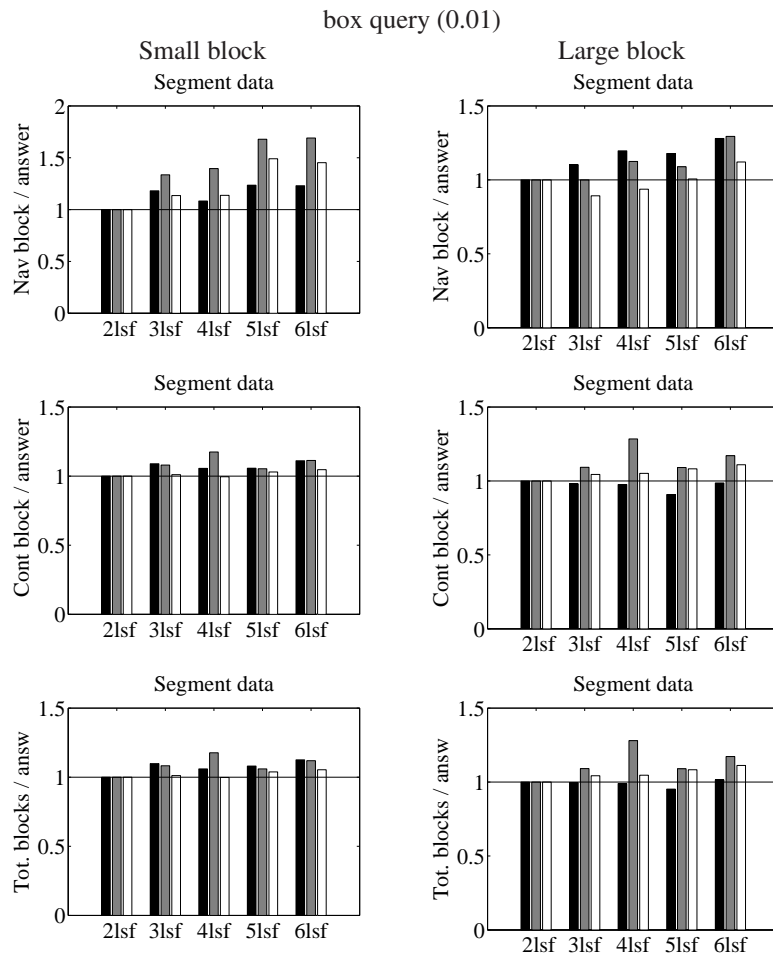 box query (0.01)
Small block
Large block
Segment data
Nav block / answer
2
1.5
1
0.5
0
2lsf 3lsf 4lsf 5lsf 6lsf
Segment data
Nav block / answer
1.5
1
0.5
0
2lsf 3lsf 4lsf 5lsf 6lsf
Segment data
Cont block / answer
1.5
1
0.5
0
2lsf 3lsf 4lsf 5lsf 6lsf
Segment data
Cont block / answer
1.5
1
0.5
0
2lsf 3lsf 4lsf 5lsf 6lsf
Segment data
Tot. blocks / answ
1.5
1
0.5
0
2lsf 3lsf 4lsf 5lsf 6lsf
Segment data
Tot. blocks / answ
1.5
1
0.5
0
2lsf 3lsf 4lsf 5lsf 6lsf